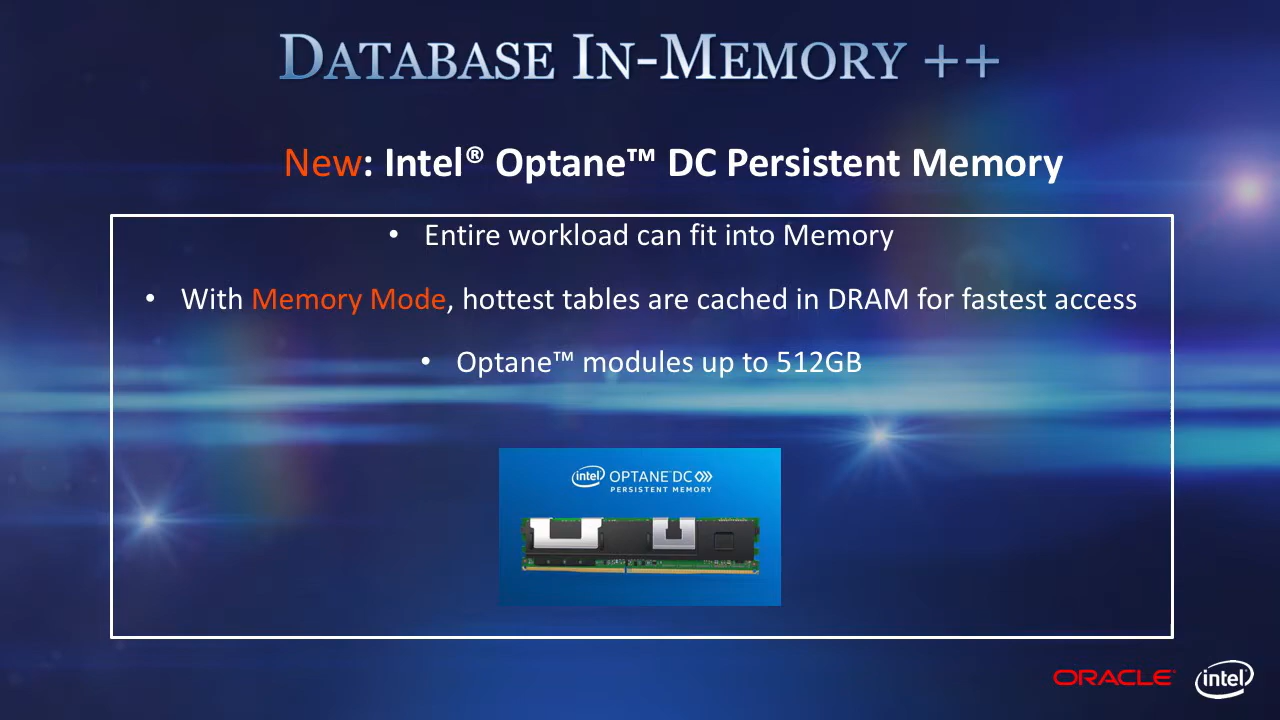 DATABASE IN-MEMORY ++
New: Intel® Optane™ DC Persistent Memory
• Entire workload can fit into Memory
• With Memory Mode, hottest tables are cached in DRAM for fastest access
• Optane™ modules up to 512GB
intel OPTANE DC
PERSISTENT MEMORY
ORACLE intel